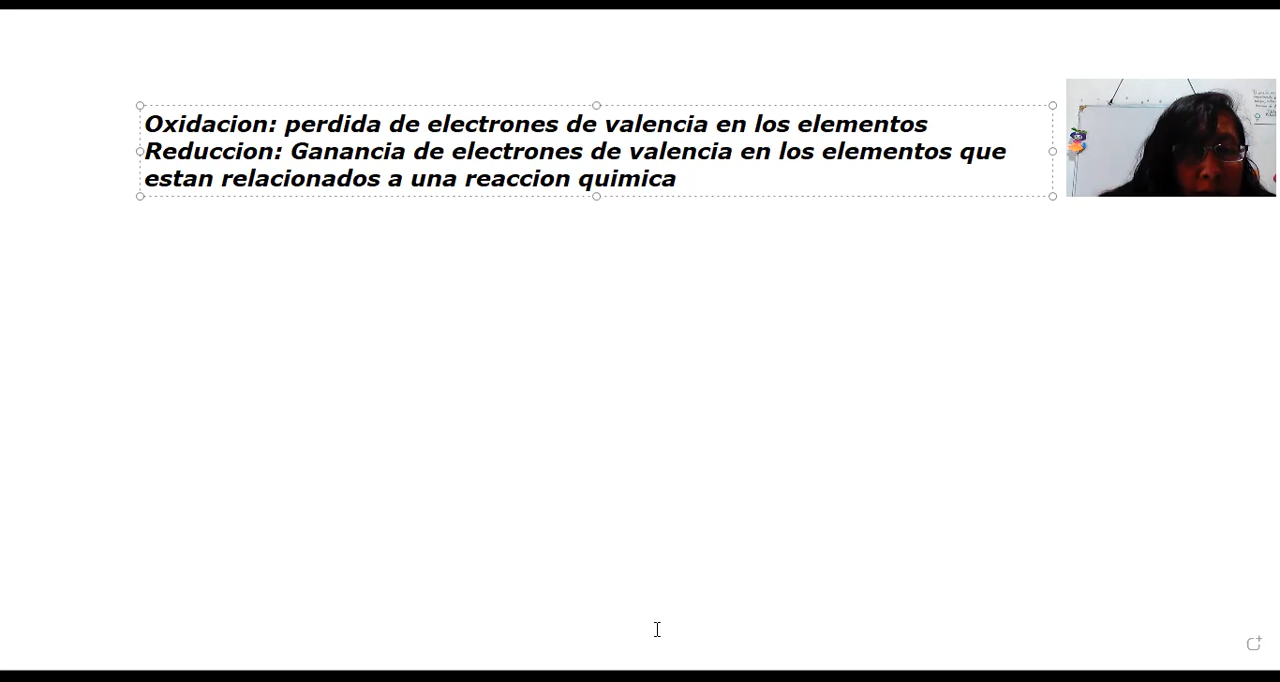 Oxidacion: perdida de electrones de valencia en los elementos
Reduccion: Ganancia de electrones de valencia en los elementos que
estan relacionados a una reaccion quimica